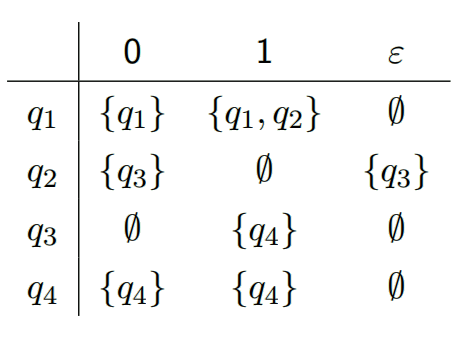 0 1 ε
q₁ {q₁} {q₁, q₂} ∅
q₂ {q₃} ∅ {q₃}
q₃ ∅ {q₄} ∅
q₄ {q₄} {q₄} ∅